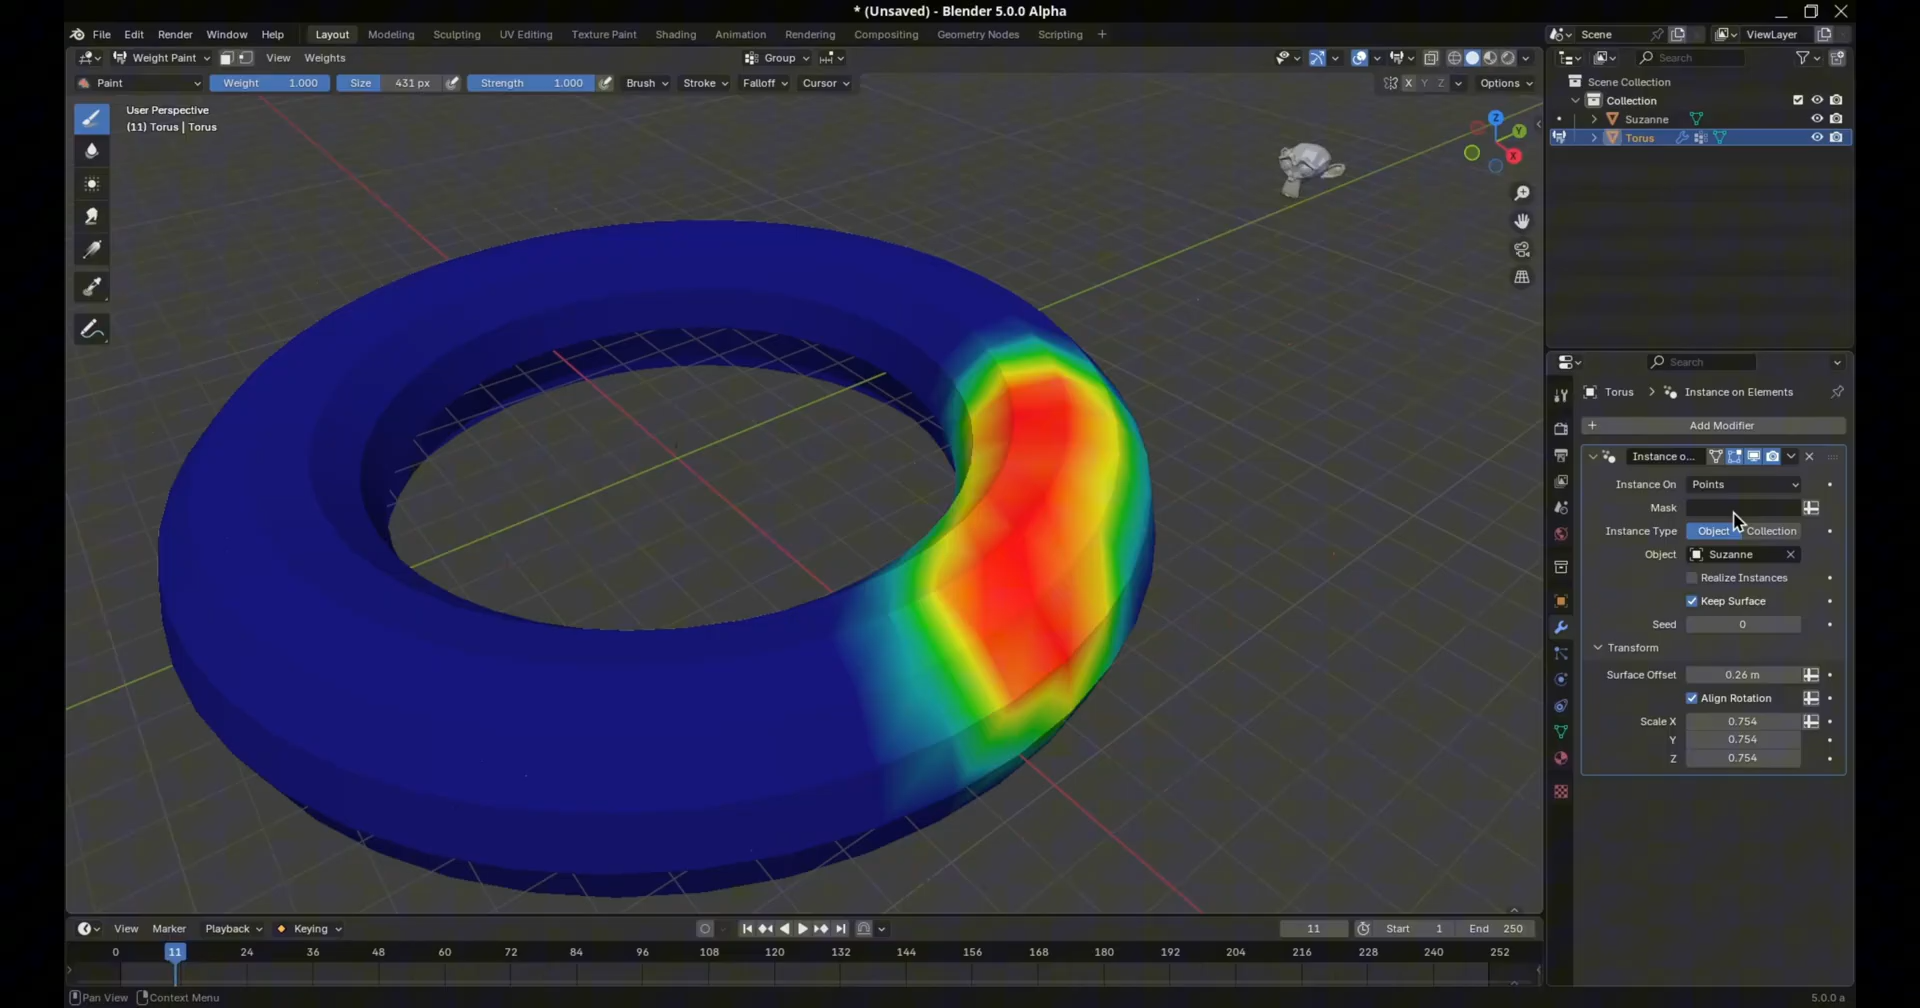 * (Unsaved) - Blender 5.0.0 Alpha
File Edit Render Window Help Layout Modeling Sculpting UV Editing Texture Paint Shading Animation Rendering Compositing Geometry Nodes Scripting +
Scene ViewLayer
Weight Paint View Weights Group
Search
Paint Weight 1.000 Size 431 px Strength 1.000 Brush Stroke Falloff Cursor X Y Z Options
Scene Collection
Collection
Suzanne
Torus
User Perspective
(11) Torus | Torus
Z
Y
X
Search
Torus > Instance on Elements
+ Add Modifier
Instance o...
Instance On Points
Mask
Instance Type Object Collection
Object Suzanne
Realize Instances
Keep Surface
Seed 0
Transform
Surface Offset 0.26 m
Align Rotation
Scale X 0.754
Y 0.754
Z 0.754
View Marker Playback Keying 11 Start 1 End 250
0 11 24 36 48 60 72 84 96 108 120 132 144 156 168 180 192 204 216 228 240 252
Pan View Context Menu 5.0.0 a